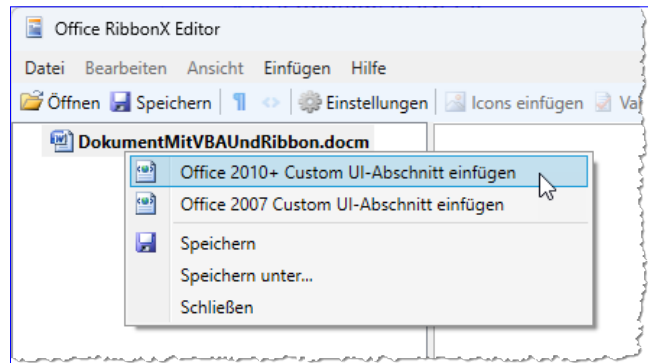 Office RibbonX Editor
Datei Bearbeiten Ansicht Einfügen Hilfe
Öffnen Speichern Einstellungen Icons einfügen
DokumentMitVBAUndRibbon.docm
Office 2010+ Custom UI-Abschnitt einfügen
Office 2007 Custom UI-Abschnitt einfügen
Speichern
Speichern unter...
Schließen